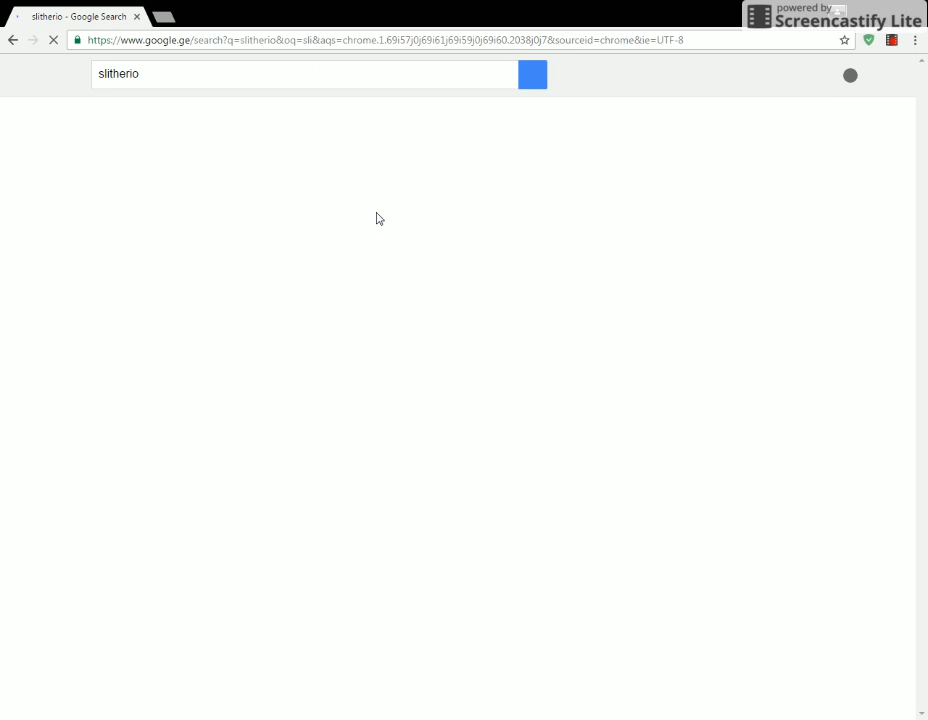 slitherio - Google Search
powered by
Screencastify Lite
https://www.google.ge/search?q=slitherio&oq=sli&aqs=chrome.1.69i57j0j69i61j69i59j0j69i60.2038j0j7&sourceid=chrome&ie=UTF-8
slitherio